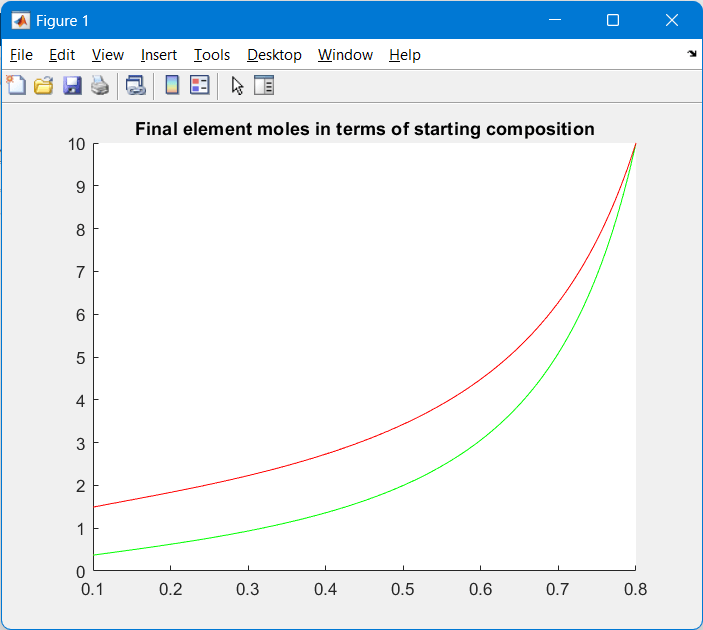 Figure 1
File Edit View Insert Tools Desktop Window Help
Final element moles in terms of starting composition
10
9
8
7
6
5
4
3
2
1
0
0.1 0.2 0.3 0.4 0.5 0.6 0.7 0.8